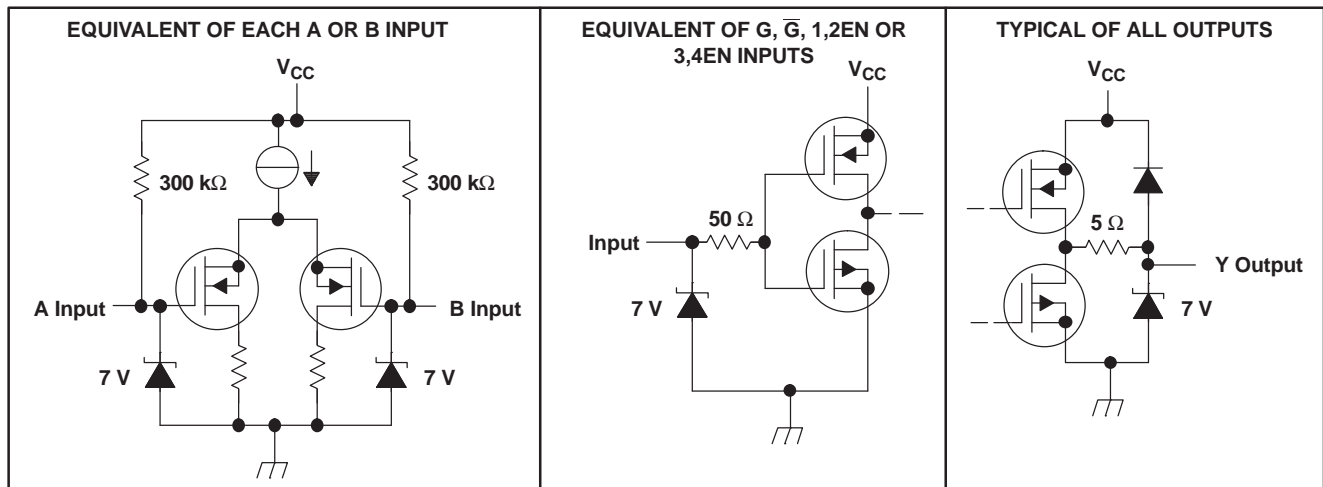 EQUIVALENT OF EACH A OR B INPUT
VCC
300 kΩ
300 kΩ
A Input
B Input
7 V
7 V
EQUIVALENT OF G, G̅, 1,2EN OR
3,4EN INPUTS
VCC
50 Ω
Input
7 V
TYPICAL OF ALL OUTPUTS
VCC
5 Ω
Y Output
7 V